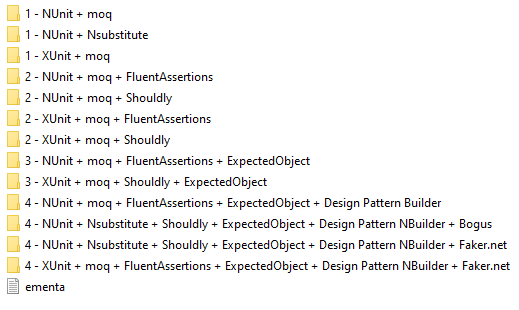 1 - NUnit + moq
1 - NUnit + Nsubstitute
1 - XUnit + moq
2 - NUnit + moq + FluentAssertions
2 - NUnit + moq + Shouldly
2 - XUnit + moq + FluentAssertions
2 - XUnit + moq + Shouldly
3 - NUnit + moq + FluentAssertions + ExpectedObject
3 - XUnit + moq + Shouldly + ExpectedObject
4 - NUnit + moq + FluentAssertions + ExpectedObject + Design Pattern Builder
4 - NUnit + Nsubstitute + Shouldly + ExpectedObject + Design Pattern NBuilder + Bogus
4 - NUnit + Nsubstitute + Shouldly + ExpectedObject + Design Pattern NBuilder + Faker.net
4 - XUnit + moq + FluentAssertions + ExpectedObject + Design Pattern NBuilder + Faker.net
ementa